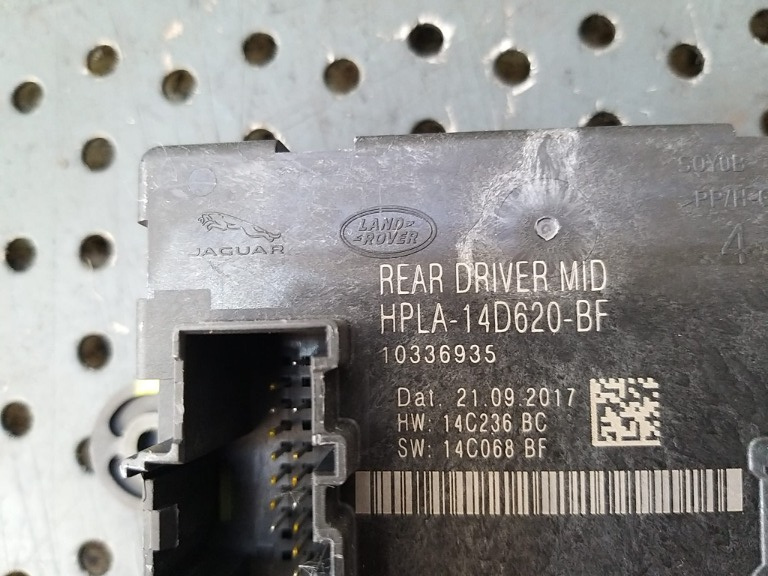 JAGUAR
LAND
ROVER
4
REAR DRIVER MID
HPLA-14D620-BF
10336935
Dat. 21.09.2017
HW: 14C236 BC
SW: 14C068 BF